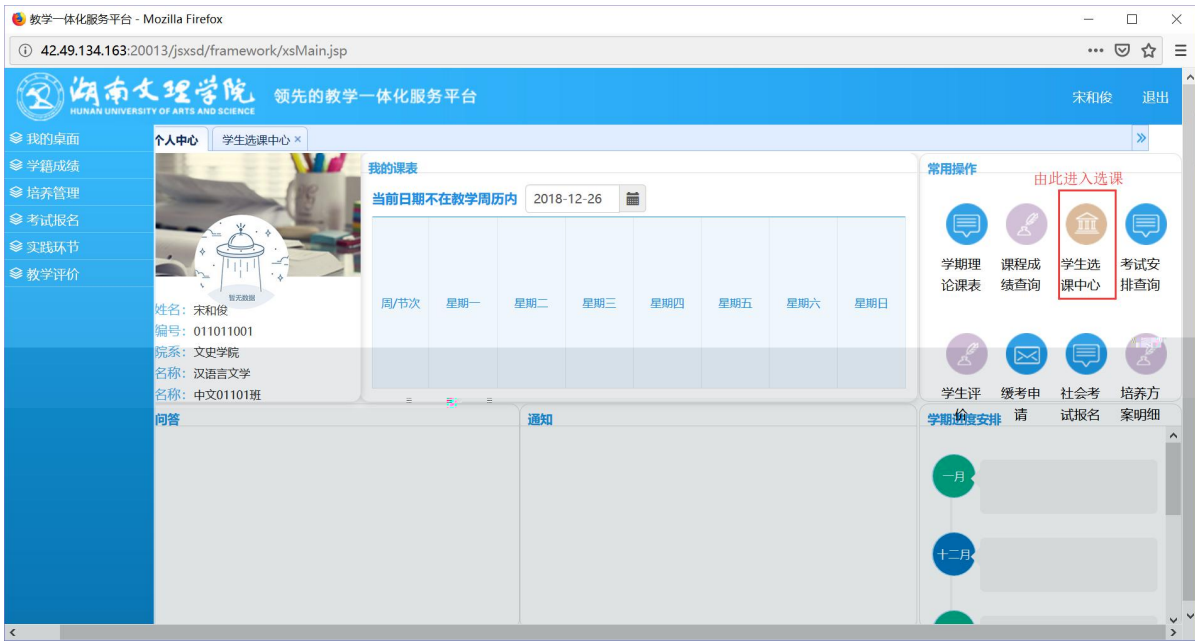 教学一体化服务平台 - Mozilla Firefox
42.49.134.163:20013/jsxsd/framework/xsMain.jsp
湖南文理学院
HUNAN UNIVERSITY OF ARTS AND SCIENCE
领先的教学一体化服务平台
宋和俊 退出
我的桌面
学籍成绩
培养管理
考试报名
实践环节
教学评价
个人中心 学生选课中心 ×
暂无数据
姓名: 宋和俊
编号: 011011001
院系: 文史学院
名称: 汉语言文学
名称: 中文01101班
我的课表
当前日期不在教学周历内 2018-12-26
周/节次 星期一 星期二 星期三 星期四 星期五 星期六 星期日
常用操作
由此进入选课
学期理论课表
课程成绩查询
学生选课中心
考试安排查询
学生评价
缓考申请
社会考试报名
培养方案明细
问答
通知
学期进度安排
一月
十二月